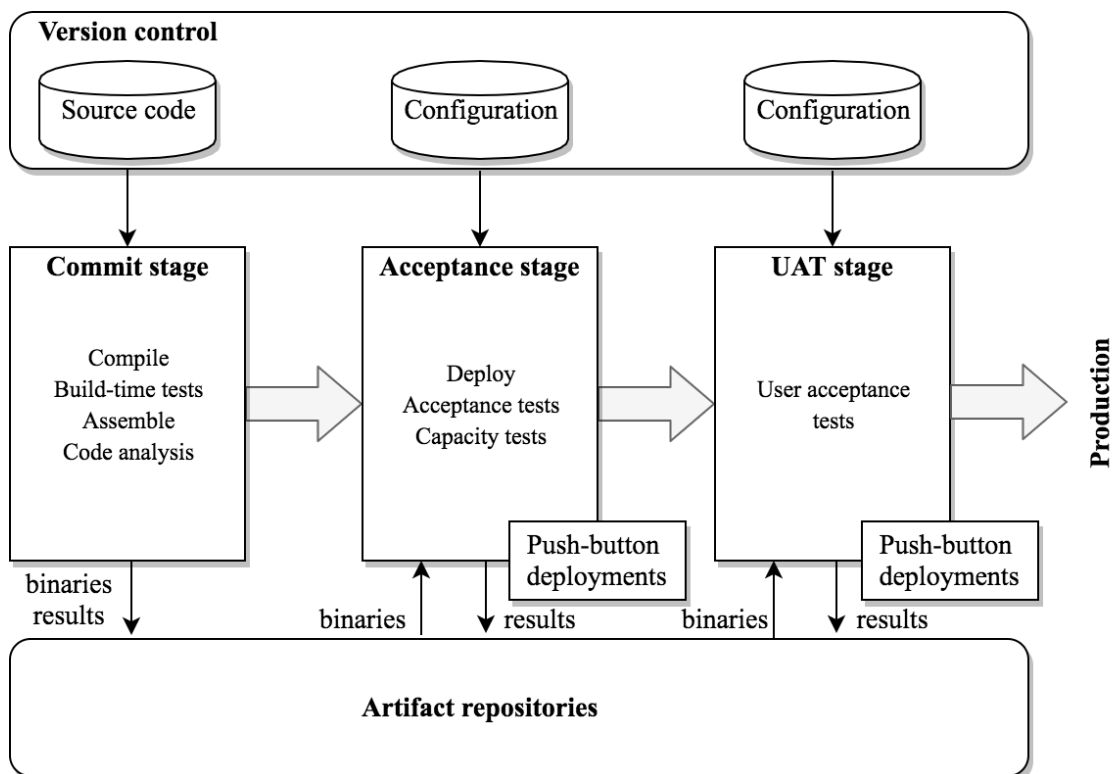 Version control
Source code
Configuration
Configuration
Commit stage
Compile
Build-time tests
Assemble
Code analysis
Acceptance stage
Deploy
Acceptance tests
Capacity tests
UAT stage
User acceptance
tests
Production
Push-button
deployments
Push-button
deployments
binaries
results
binaries
results
binaries
results
Artifact repositories